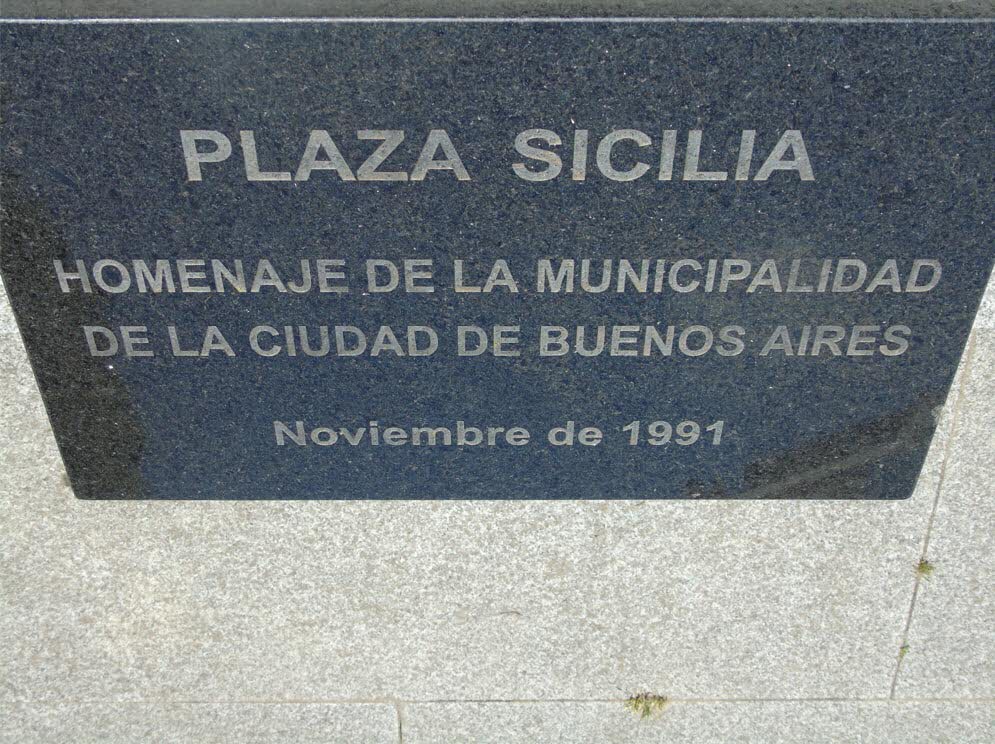 PLAZA SICILIA
HOMENAJE DE LA MUNICIPALIDAD
DE LA CIUDAD DE BUENOS AIRES
Noviembre de 1991